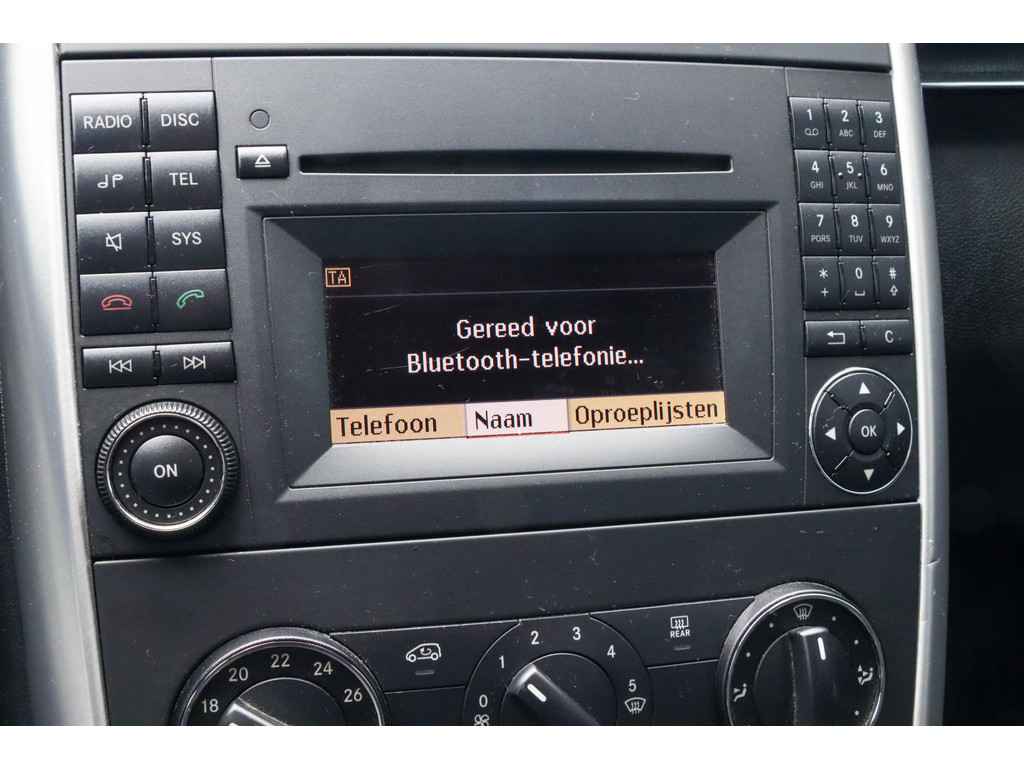 RADIO DISC
TEL
SYS
ON
TA
Gereed voor
Bluetooth-telefonie...
Telefoon Naam Oproeplijsten
1 2 3
ABC DEF
4 5 6
GHI JKL MNO
7 8 9
PQRS TUV WXYZ
* 0 #
+
C
OK
18 20 22 24 26
0 1 2 3 4 5
REAR